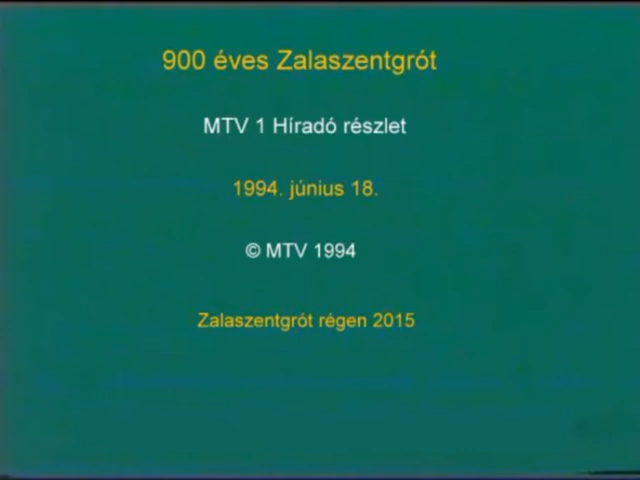 900 éves Zalaszentgrót
MTV 1 Híradó részlet
1994. június 18.
© MTV 1994
Zalaszentgrót régen 2015